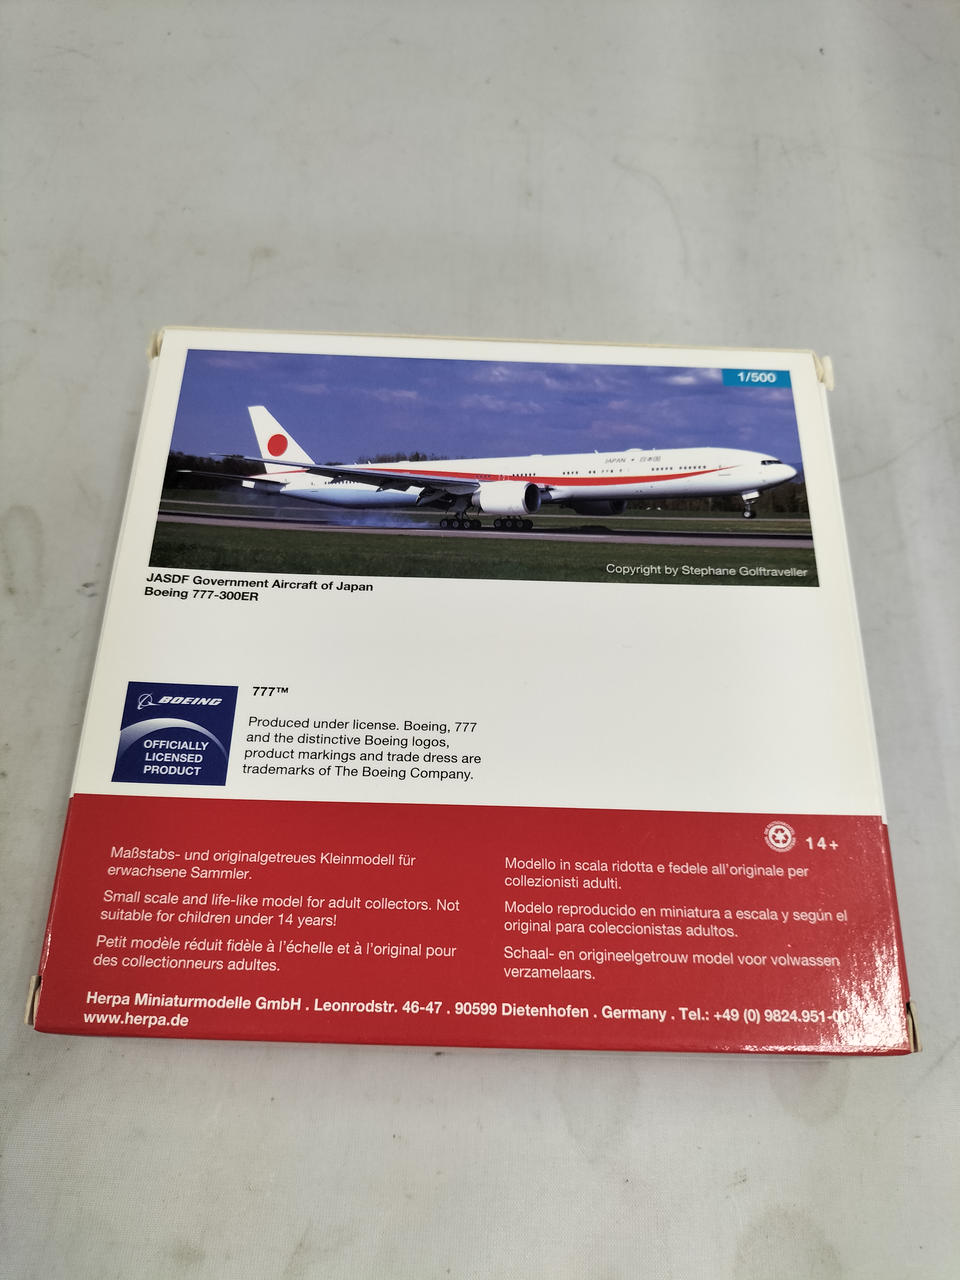 1/500
JAPAN • 日本国
Copyright by Stephane Golftraveller
JASDF Government Aircraft of Japan
Boeing 777-300ER
BOEING
OFFICIALLY
LICENSED
PRODUCT
777™
Produced under license. Boeing, 777
and the distinctive Boeing logos,
product markings and trade dress are
trademarks of The Boeing Company.
14+
Maßstabs- und originalgetreues Kleinmodell für
erwachsene Sammler.
Small scale and life-like model for adult collectors. Not
suitable for children under 14 years!
Petit modèle réduit fidèle à l'échelle et à l'original pour
des collectionneurs adultes.
Modello in scala ridotta e fedele all'originale per
collezionisti adulti.
Modelo reproducido en miniatura a escala y según el
original para coleccionistas adultos.
Schaal- en origineelgetrouw model voor volwassen
verzamelaars.
Herpa Miniaturmodelle GmbH . Leonrodstr. 46-47 . 90599 Dietenhofen . Germany . Tel.: +49 (0) 9824.951-00
www.herpa.de